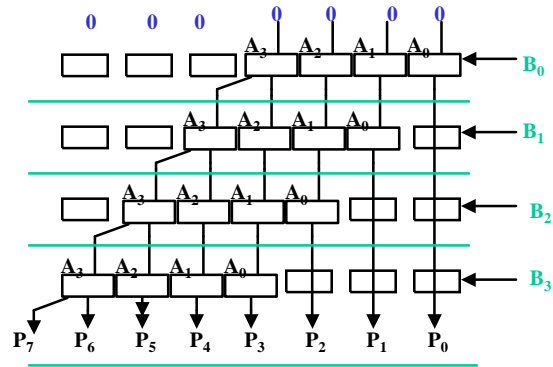 0 0 0 0 0 0 0
A3 A2 A1 A0 B0
A3 A2 A1 A0 B1
A3 A2 A1 A0 B2
A3 A2 A1 A0 B3
P7 P6 P5 P4 P3 P2 P1 P0